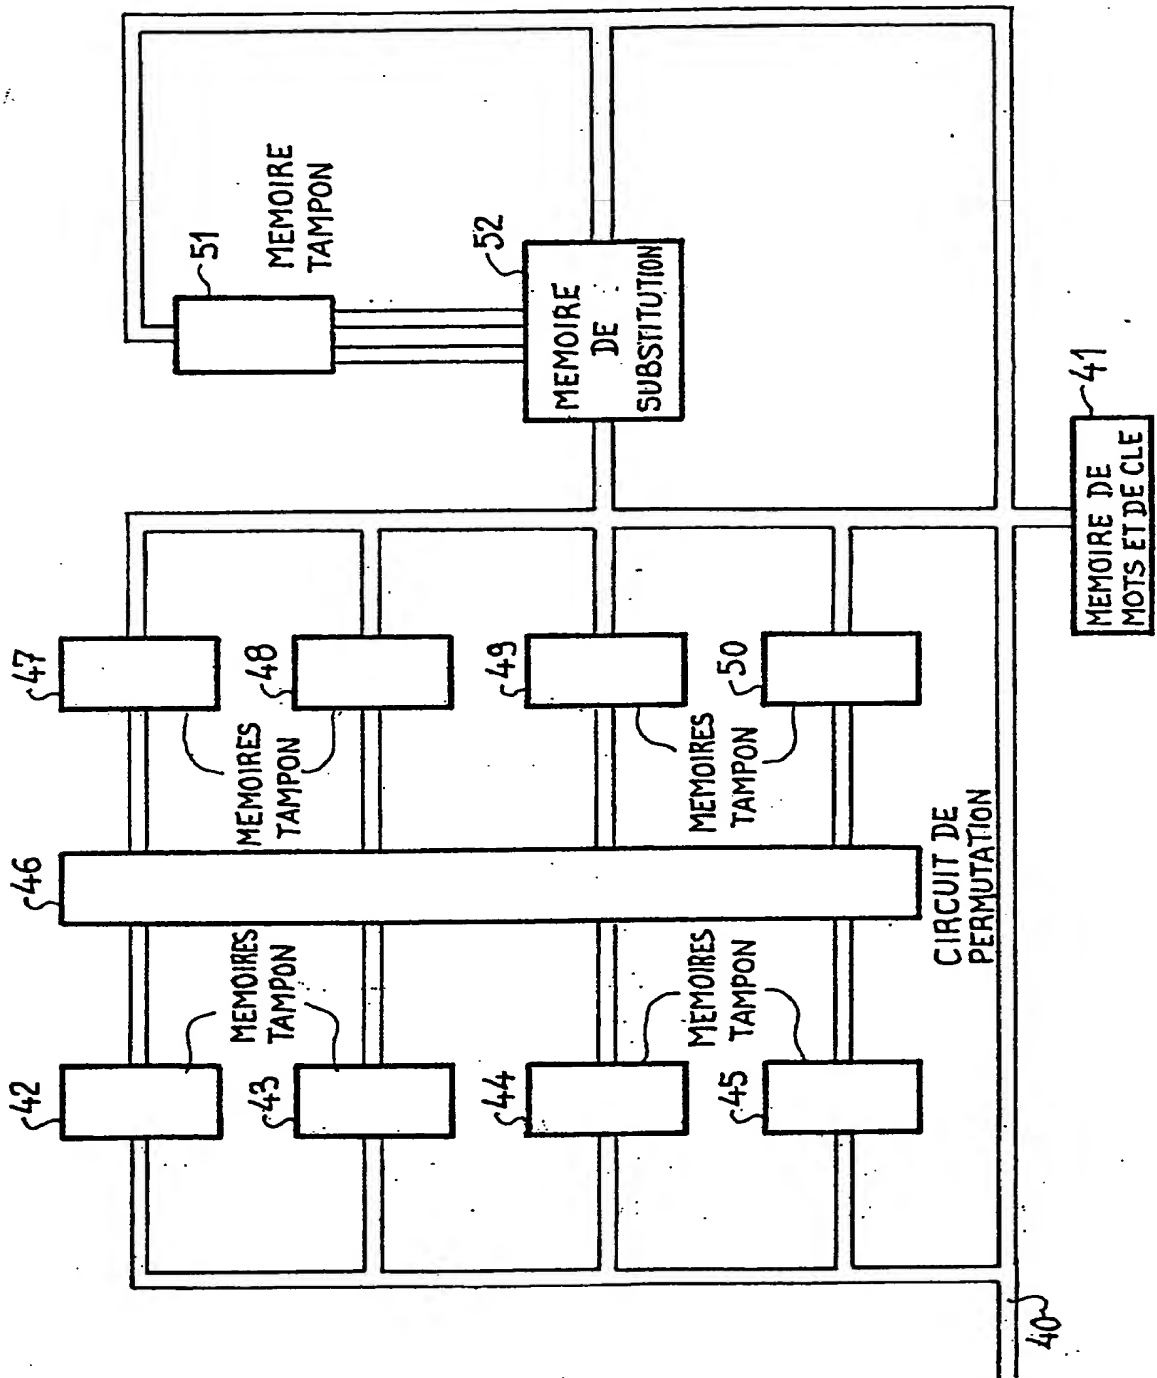 42
43
44
45
MEMOIRES
TAMPON
MEMOIRES
TAMPON
46
CIRCUIT DE
PERMUTATION
MEMOIRES
TAMPON
MEMOIRES
TAMPON
47
48
49
50
51
MEMOIRE
TAMPON
52
MEMOIRE
DE
SUBSTITUTION
41
MEMOIRE DE
MOTS ET DE CLE
40